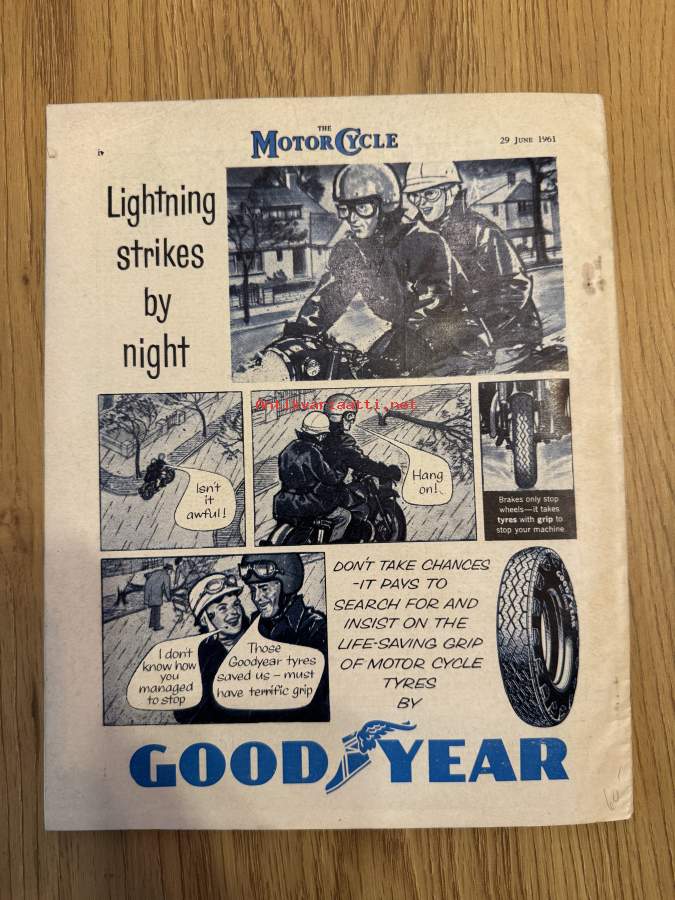 iv
THE
MOTOR CYCLE
29 JUNE 1961
Lightning
strikes
by
night
Antikvariaatti.net
Isn't
it
awful!
Hang
on!
Brakes only stop
wheels—it takes
tyres with grip to
stop your machine
I don't
know how
you
managed
to stop
Those
Goodyear tyres
saved us – must
have terrific grip
DON'T TAKE CHANCES
-IT PAYS TO
SEARCH FOR AND
INSIST ON THE
LIFE-SAVING GRIP
OF MOTOR CYCLE
TYRES
BY
GOODYEAR
GOOD YEAR